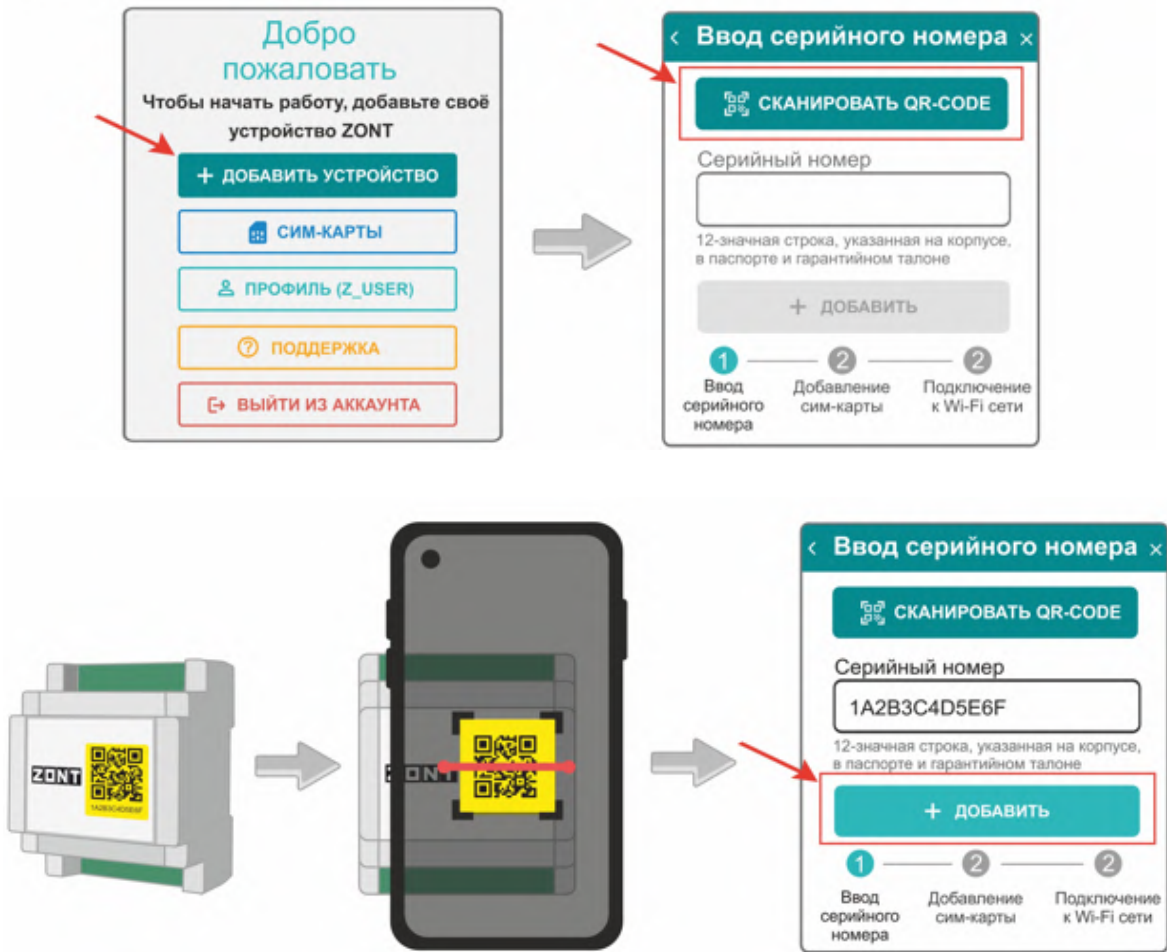 Добро
пожаловать
Чтобы начать работу, добавьте своё
устройство ZONT
+ ДОБАВИТЬ УСТРОЙСТВО
СИМ-КАРТЫ
ПРОФИЛЬ (Z_USER)
ПОДДЕРЖКА
ВЫЙТИ ИЗ АККАУНТА
< Ввод серийного номера ×
СКАНИРОВАТЬ QR-CODE
Серийный номер
12-значная строка, указанная на корпусе,
в паспорте и гарантийном талоне
+ ДОБАВИТЬ
1 2 2
Ввод
серийного
номера
Добавление
сим-карты
Подключение
к Wi-Fi сети
ZONT
1A2B3C4D5E6F
ZONT
< Ввод серийного номера ×
СКАНИРОВАТЬ QR-CODE
Серийный номер
1A2B3C4D5E6F
12-значная строка, указанная на корпусе,
в паспорте и гарантийном талоне
+ ДОБАВИТЬ
1 2 2
Ввод
серийного
номера
Добавление
сим-карты
Подключение
к Wi-Fi сети